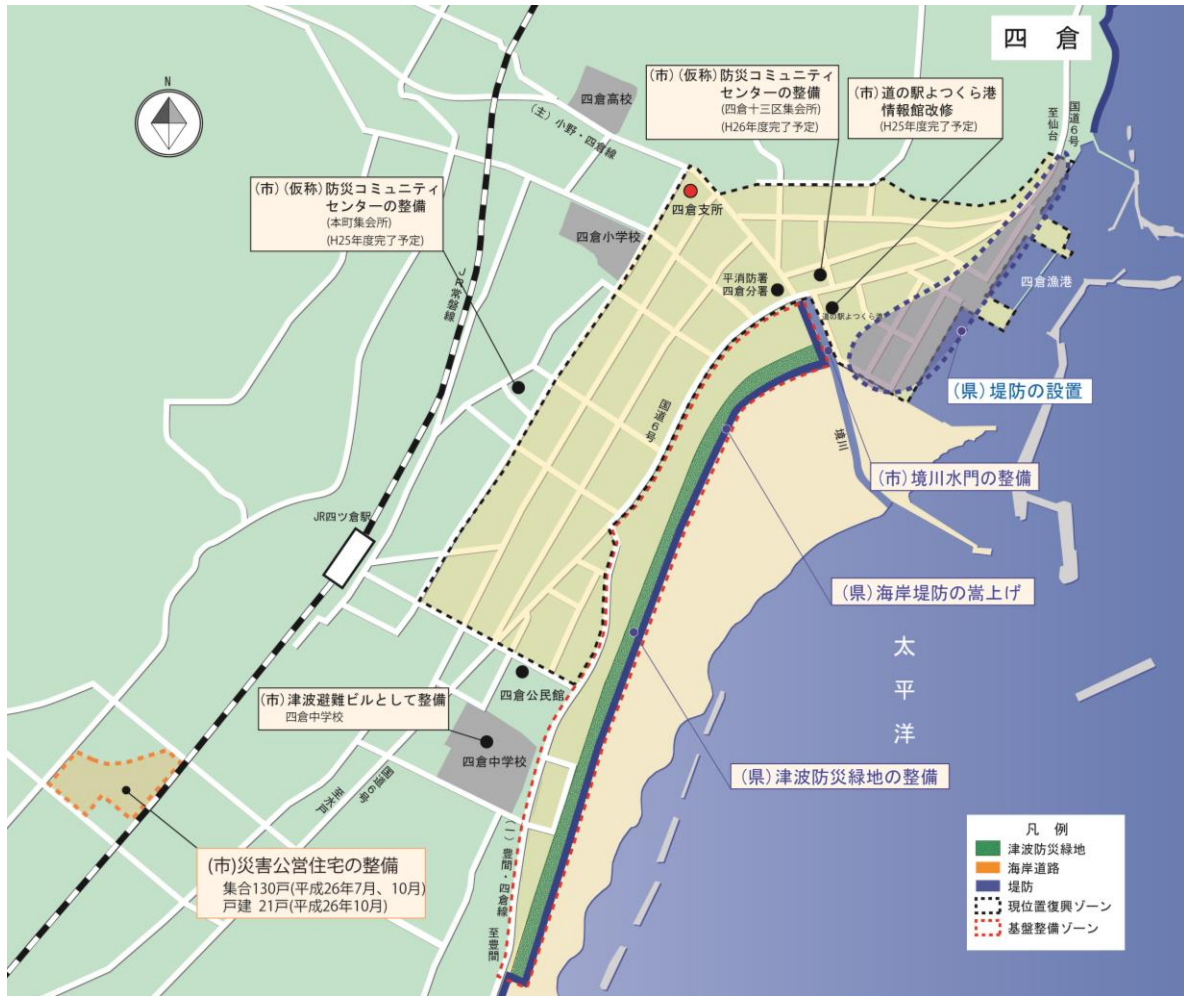 四倉
N
(市)(仮称)防災コミュニティ
センターの整備
(四倉十三区集会所)
(H26年度完了予定)
(市)道の駅よつくら港
情報館改修
(H25年度完了予定)
国道6号
至仙台
四倉高校
(主)小野・四倉線
(市)(仮称)防災コミュニティ
センターの整備
(本町集会所)
(H25年度完了予定)
四倉支所
四倉小学校
JR常磐線
平消防署
四倉分署
道の駅よつくら港
四倉漁港
(県)堤防の設置
国道6号
境川
(市)境川水門の整備
JR四ツ倉駅
(県)海岸堤防の嵩上げ
太平洋
四倉公民館
(市)津波避難ビルとして整備
四倉中学校
四倉中学校
(県)津波防災緑地の整備
国道6号
至水戸
(一)豊間・四倉線
至豊間
(市)災害公営住宅の整備
集合130戸(平成26年7月、10月)
戸建 21戸(平成26年10月)
凡例
津波防災緑地
海岸道路
堤防
現位置復興ゾーン
基盤整備ゾーン